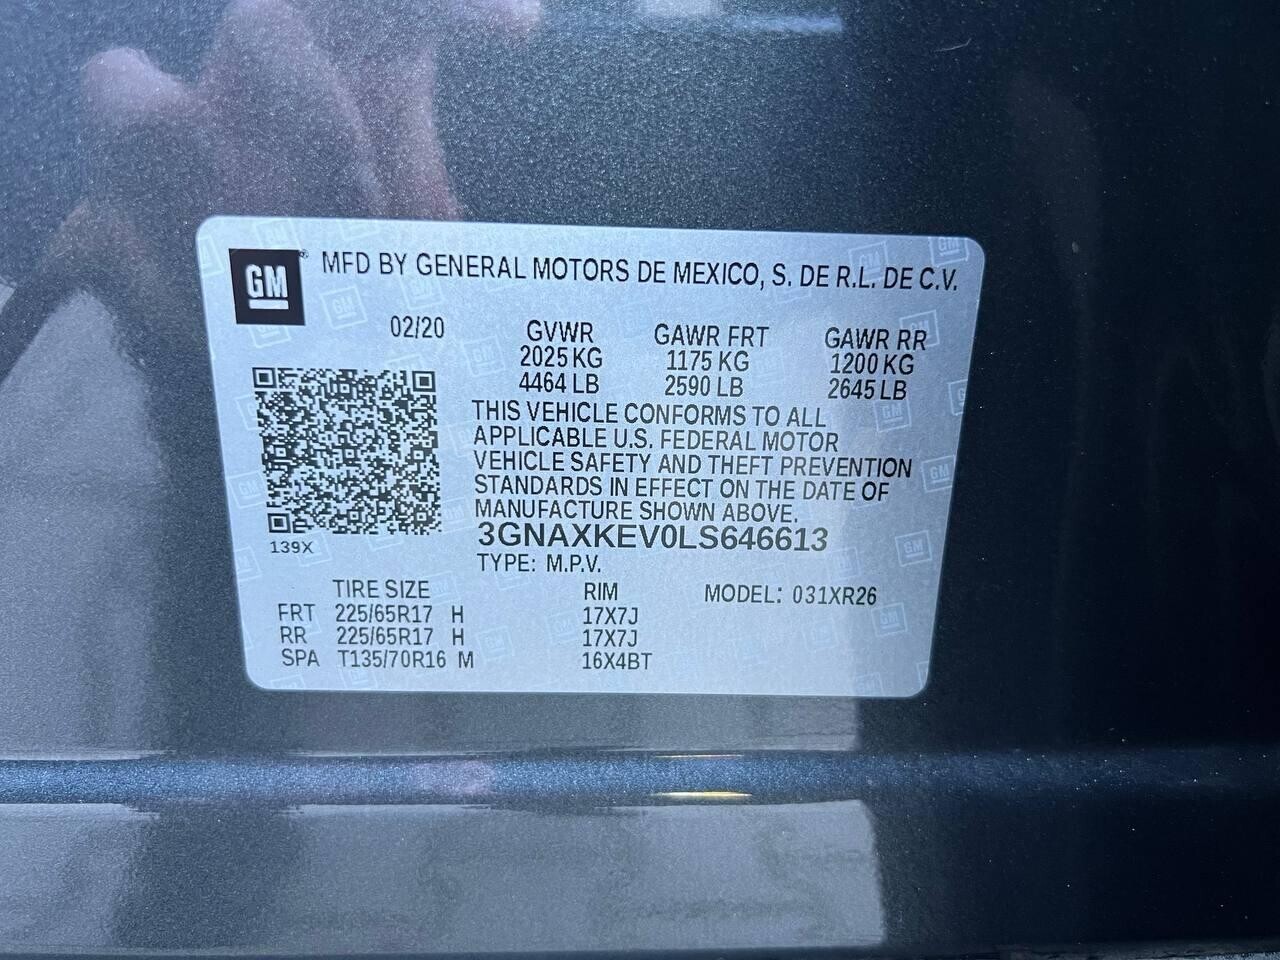 GM® MFD BY GENERAL MOTORS DE MEXICO, S. DE R.L. DE C.V.
02/20 GVWR GAWR FRT GAWR RR
2025 KG 1175 KG 1200 KG
4464 LB 2590 LB 2645 LB
THIS VEHICLE CONFORMS TO ALL
APPLICABLE U.S. FEDERAL MOTOR
VEHICLE SAFETY AND THEFT PREVENTION
STANDARDS IN EFFECT ON THE DATE OF
MANUFACTURE SHOWN ABOVE.
3GNAXKEV0LS646613
139X
TYPE: M.P.V.
TIRE SIZE RIM MODEL: 031XR26
FRT 225/65R17 H 17X7J
RR 225/65R17 H 17X7J
SPA T135/70R16 M 16X4BT